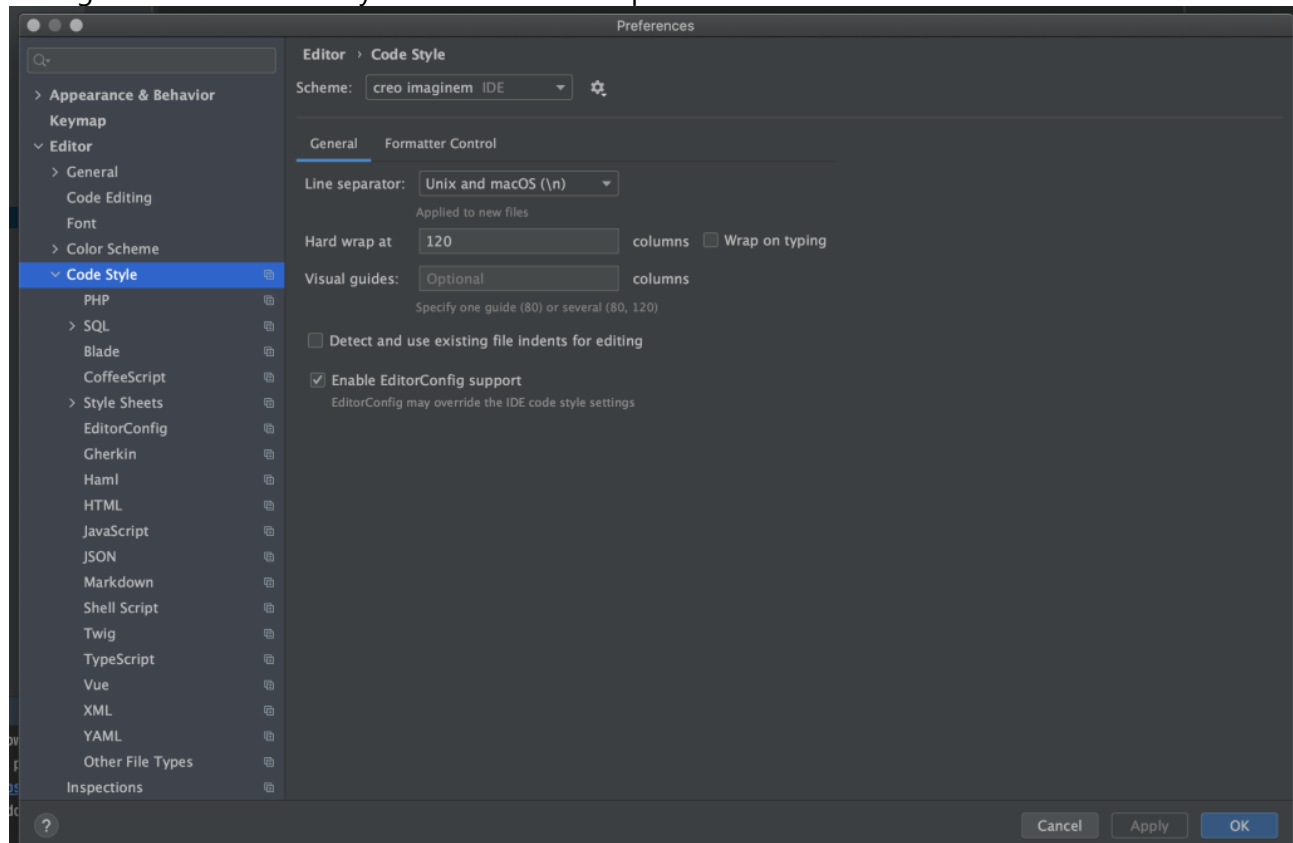 Preferences
Appearance & Behavior
Keymap
Editor
General
Code Editing
Font
Color Scheme
Code Style
PHP
SQL
Blade
CoffeeScript
Style Sheets
EditorConfig
Gherkin
Haml
HTML
JavaScript
JSON
Markdown
Shell Script
Twig
TypeScript
Vue
XML
YAML
Other File Types
Inspections
Editor › Code Style
Scheme: creo imaginem IDE
General Formatter Control
Line separator: Unix and macOS (\n)
Applied to new files
Hard wrap at 120 columns Wrap on typing
Visual guides: Optional columns
Specify one guide (80) or several (80, 120)
Detect and use existing file indents for editing
Enable EditorConfig support
EditorConfig may override the IDE code style settings
? Cancel Apply OK